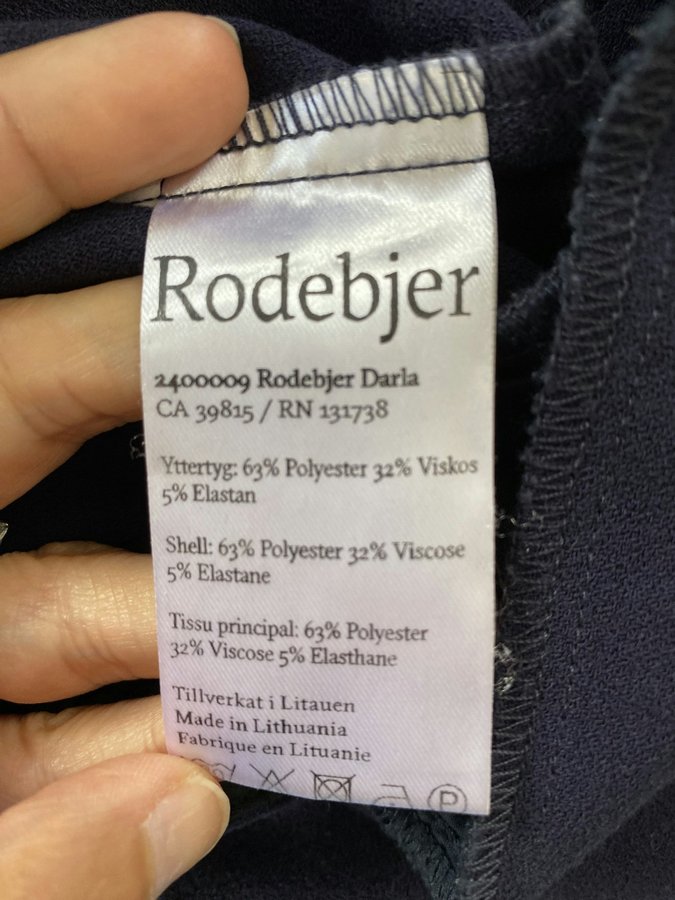 Rodebjer
2400009 Rodebjer Darla
CA 39815 / RN 131738
Yttertyg: 63% Polyester 32% Viskos
5% Elastan
Shell: 63% Polyester 32% Viscose
5% Elastane
Tissu principal: 63% Polyester
32% Viscose 5% Elasthane
Tillverkat i Litauen
Made in Lithuania
Fabrique en Lituanie
P